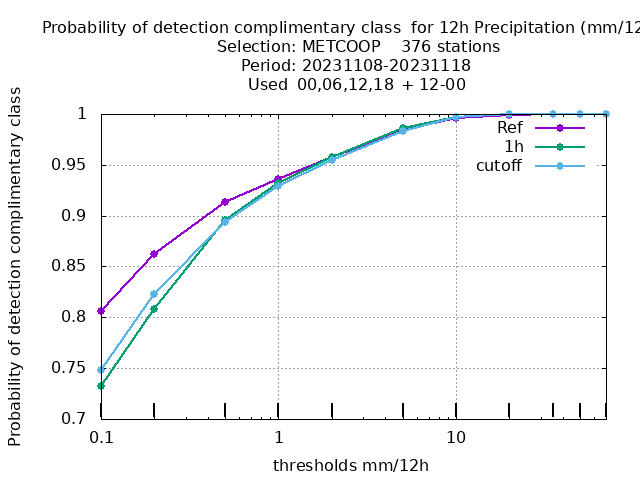 Probability of detection complimentary class for 12h Precipitation (mm/12
Selection: METCOOP 376 stations
Period: 20231108-20231118
Used 00,06,12,18 + 12-00
Probability of detection complimentary class
1
0.95
0.9
0.85
0.8
0.75
0.7
Ref
1h
cutoff
0.1
1
10
thresholds mm/12h